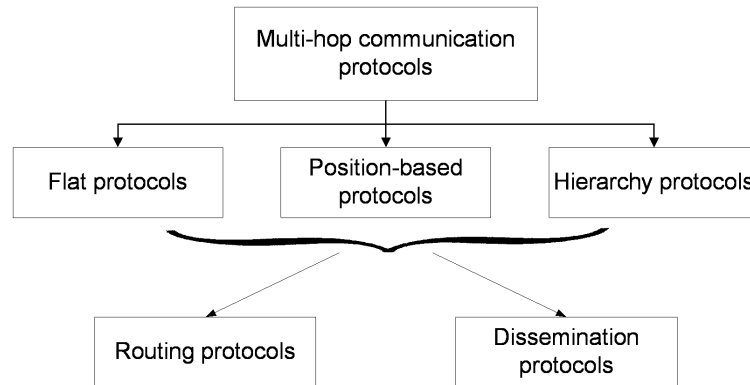 Multi-hop communication
protocols
Flat protocols
Position-based
protocols
Hierarchy protocols
Routing protocols
Dissemination
protocols